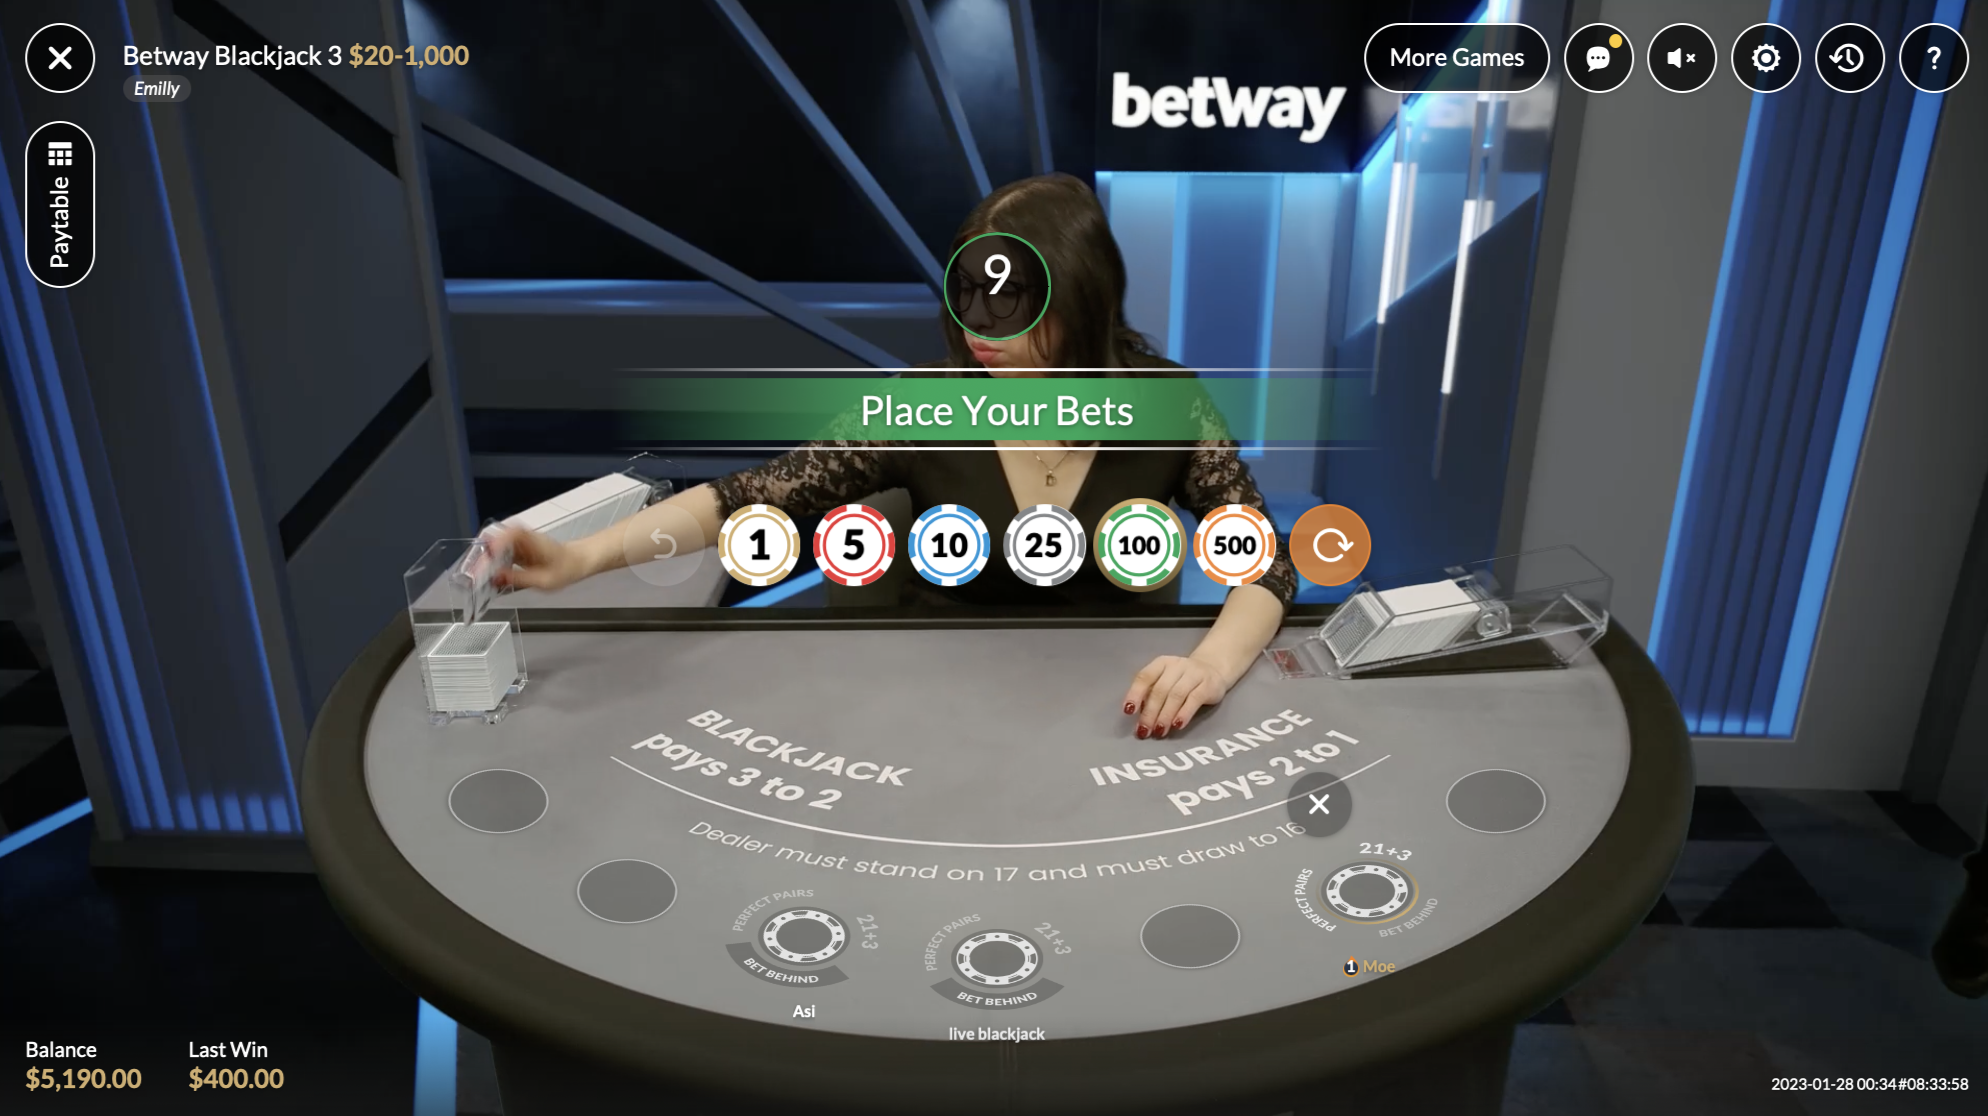 Betway Blackjack 3 $20-1,000
Emilly
More Games
?
Paytable
betway
9
Place Your Bets
1 5 10 25 100 500
BLACKJACK
pays 3 to 2
INSURANCE
pays 2 to 1
Dealer must stand on 17 and must draw to 16
PERFECT PAIRS
21+3
BET BEHIND
Asi
PERFECT PAIRS
21+3
BET BEHIND
live blackjack
PERFECT PAIRS
21+3
BET BEHIND
1 Moe
Balance
$5,190.00
Last Win
$400.00
2023-01-28 00:34#08:33:58